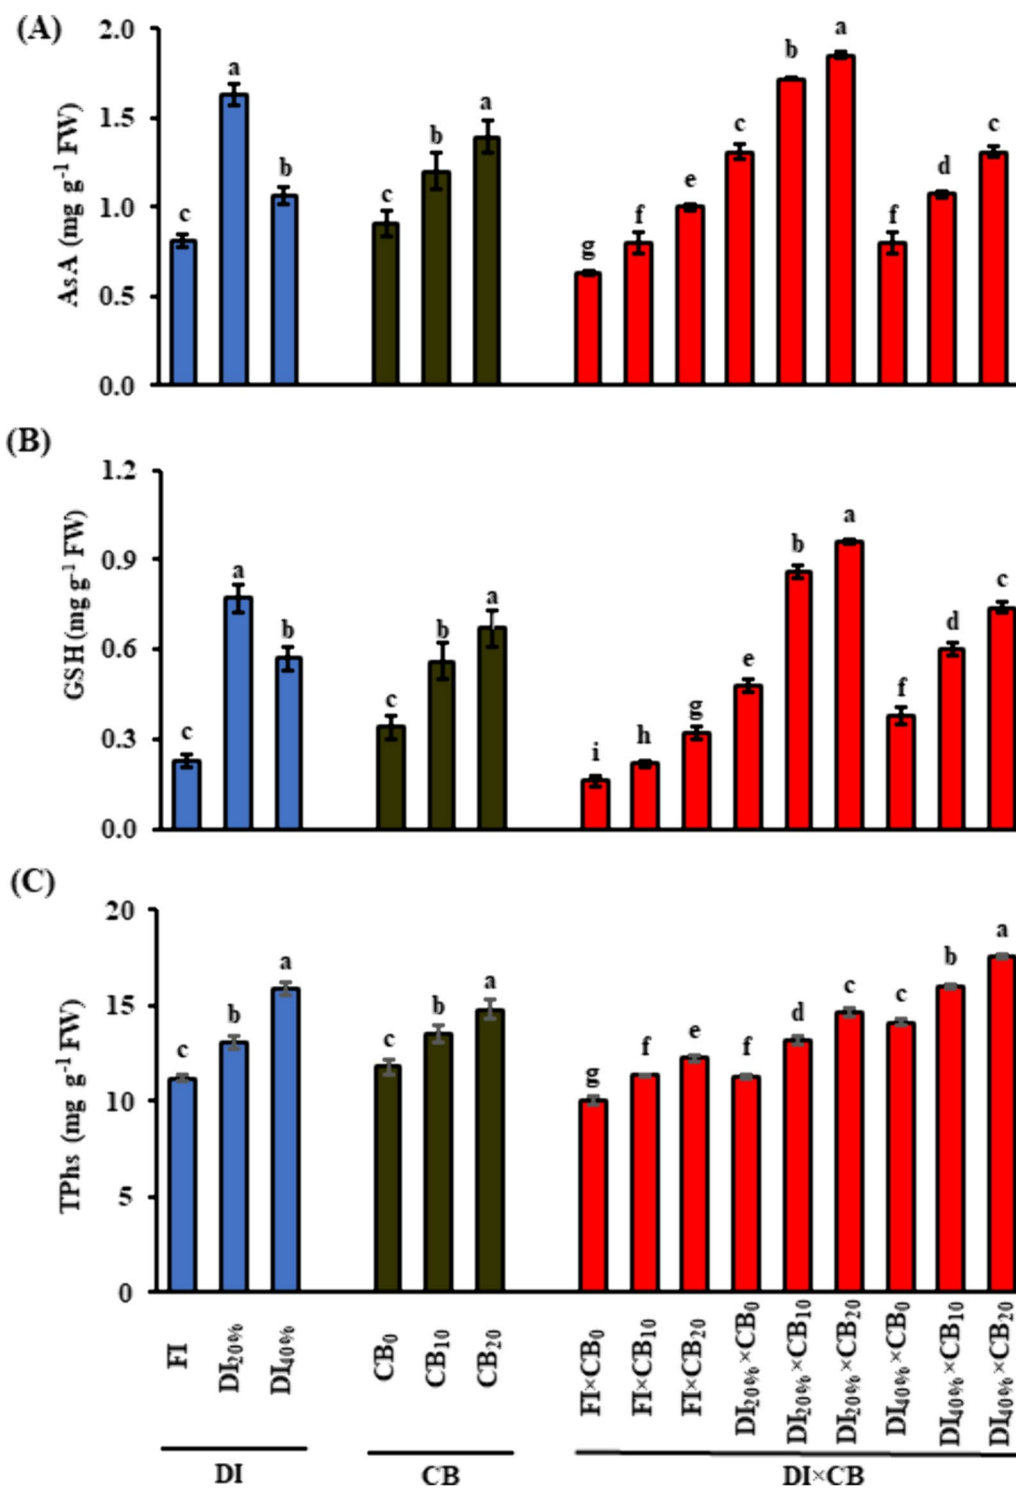 (A)
AsA (mg g⁻¹ FW)
2.0
1.5
1.0
0.5
0.0
c a b c b a g f e c b a f d c
(B)
GSH (mg g⁻¹ FW)
1.2
0.9
0.6
0.3
0.0
c a b c b a i h g e b a f d c
(C)
TPhs (mg g⁻¹ FW)
20
15
10
5
0
c b a c b a g f e f d c c b a
FI
DI₂₀%
DI₄₀%
CB₀
CB₁₀
CB₂₀
FI×CB₀
FI×CB₁₀
FI×CB₂₀
DI₂₀%×CB₀
DI₂₀%×CB₁₀
DI₂₀%×CB₂₀
DI₄₀%×CB₀
DI₄₀%×CB₁₀
DI₄₀%×CB₂₀
DI CB DI×CB